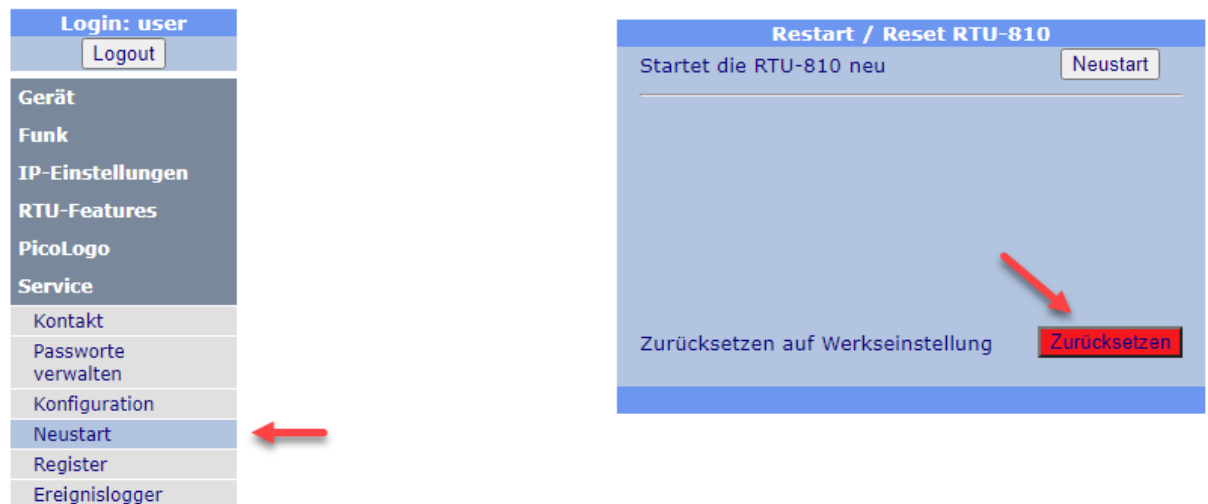 Login: user
Logout
Gerät
Funk
IP-Einstellungen
RTU-Features
PicoLogo
Service
Kontakt
Passworte
verwalten
Konfiguration
Neustart
Register
Ereignislogger
Restart / Reset RTU-810
Startet die RTU-810 neu Neustart
Zurücksetzen auf Werkseinstellung Zurücksetzen